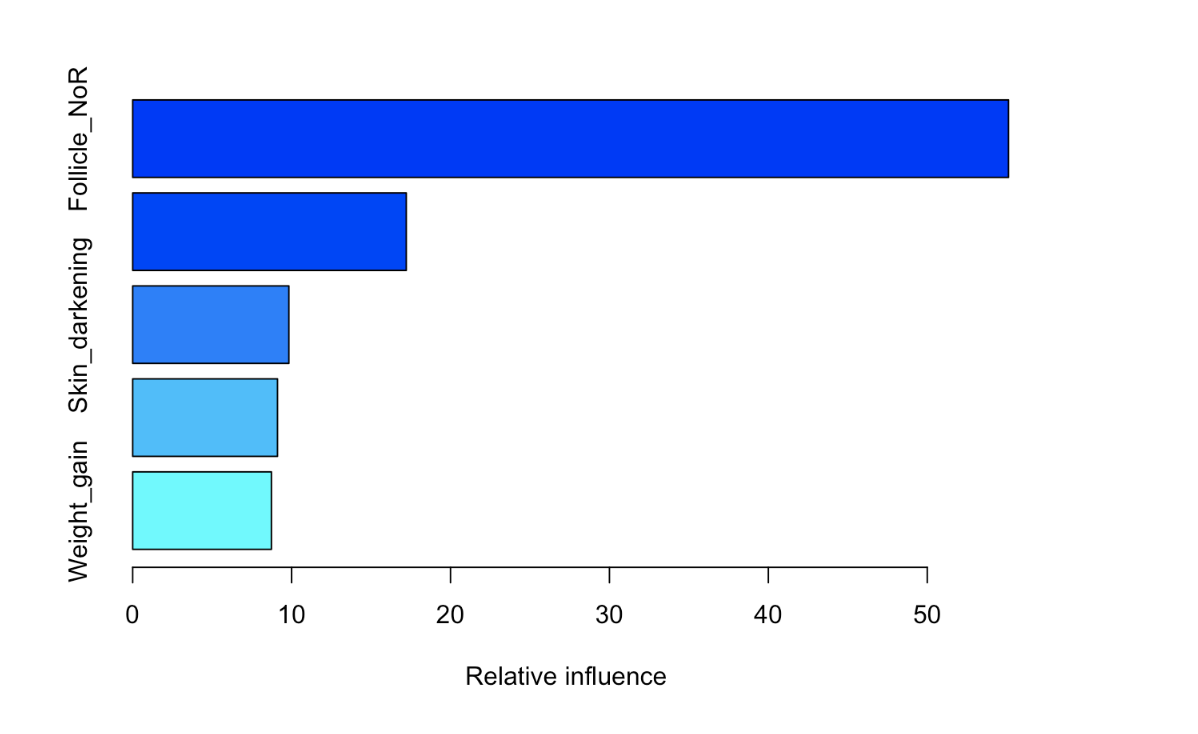 Follicle_NoR
Skin_darkening
Weight_gain
0 10 20 30 40 50
Relative influence